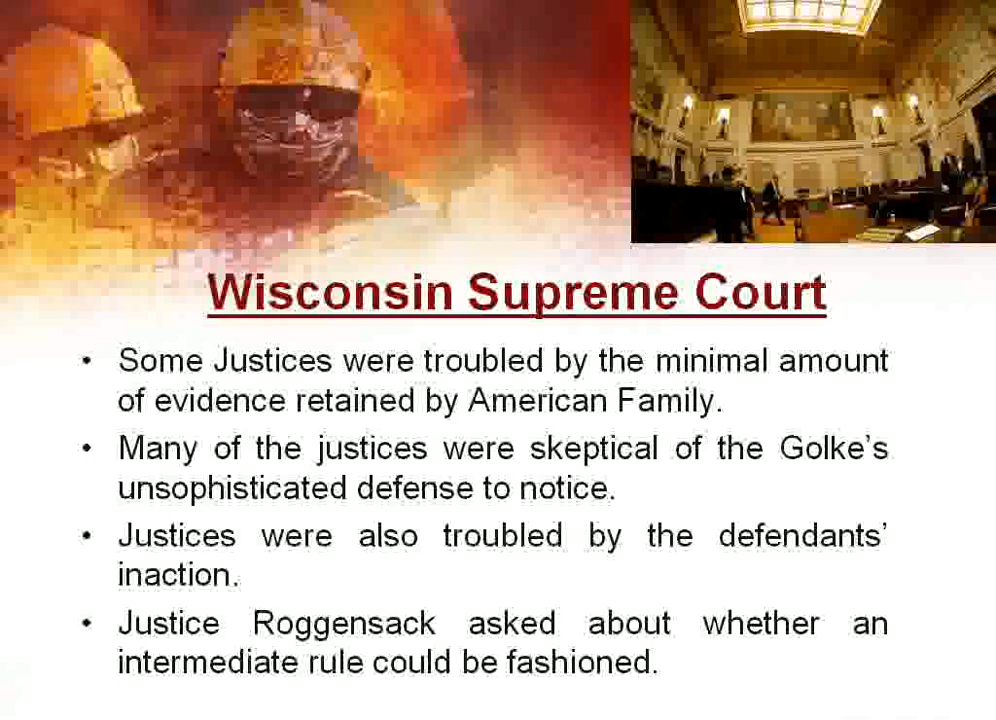 Wisconsin Supreme Court
• Some Justices were troubled by the minimal amount
of evidence retained by American Family.
• Many of the justices were skeptical of the Golke’s
unsophisticated defense to notice.
• Justices were also troubled by the defendants’
inaction.
• Justice Roggensack asked about whether an
intermediate rule could be fashioned.